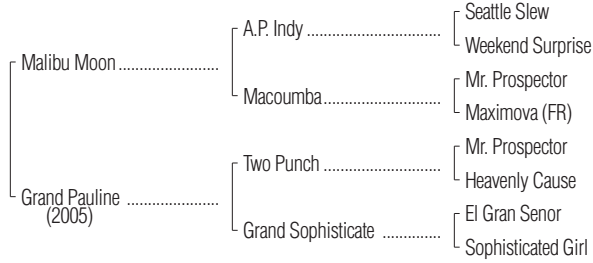 Seattle Slew
A.P. Indy ..........................
Weekend Surprise
Malibu Moon ........................
Mr. Prospector
Macoumba ..........................
Maximova (FR)
Mr. Prospector
Two Punch ..........................
Heavenly Cause
Grand Pauline ......................
(2005)
El Gran Senor
Grand Sophisticate ..............
Sophisticated Girl